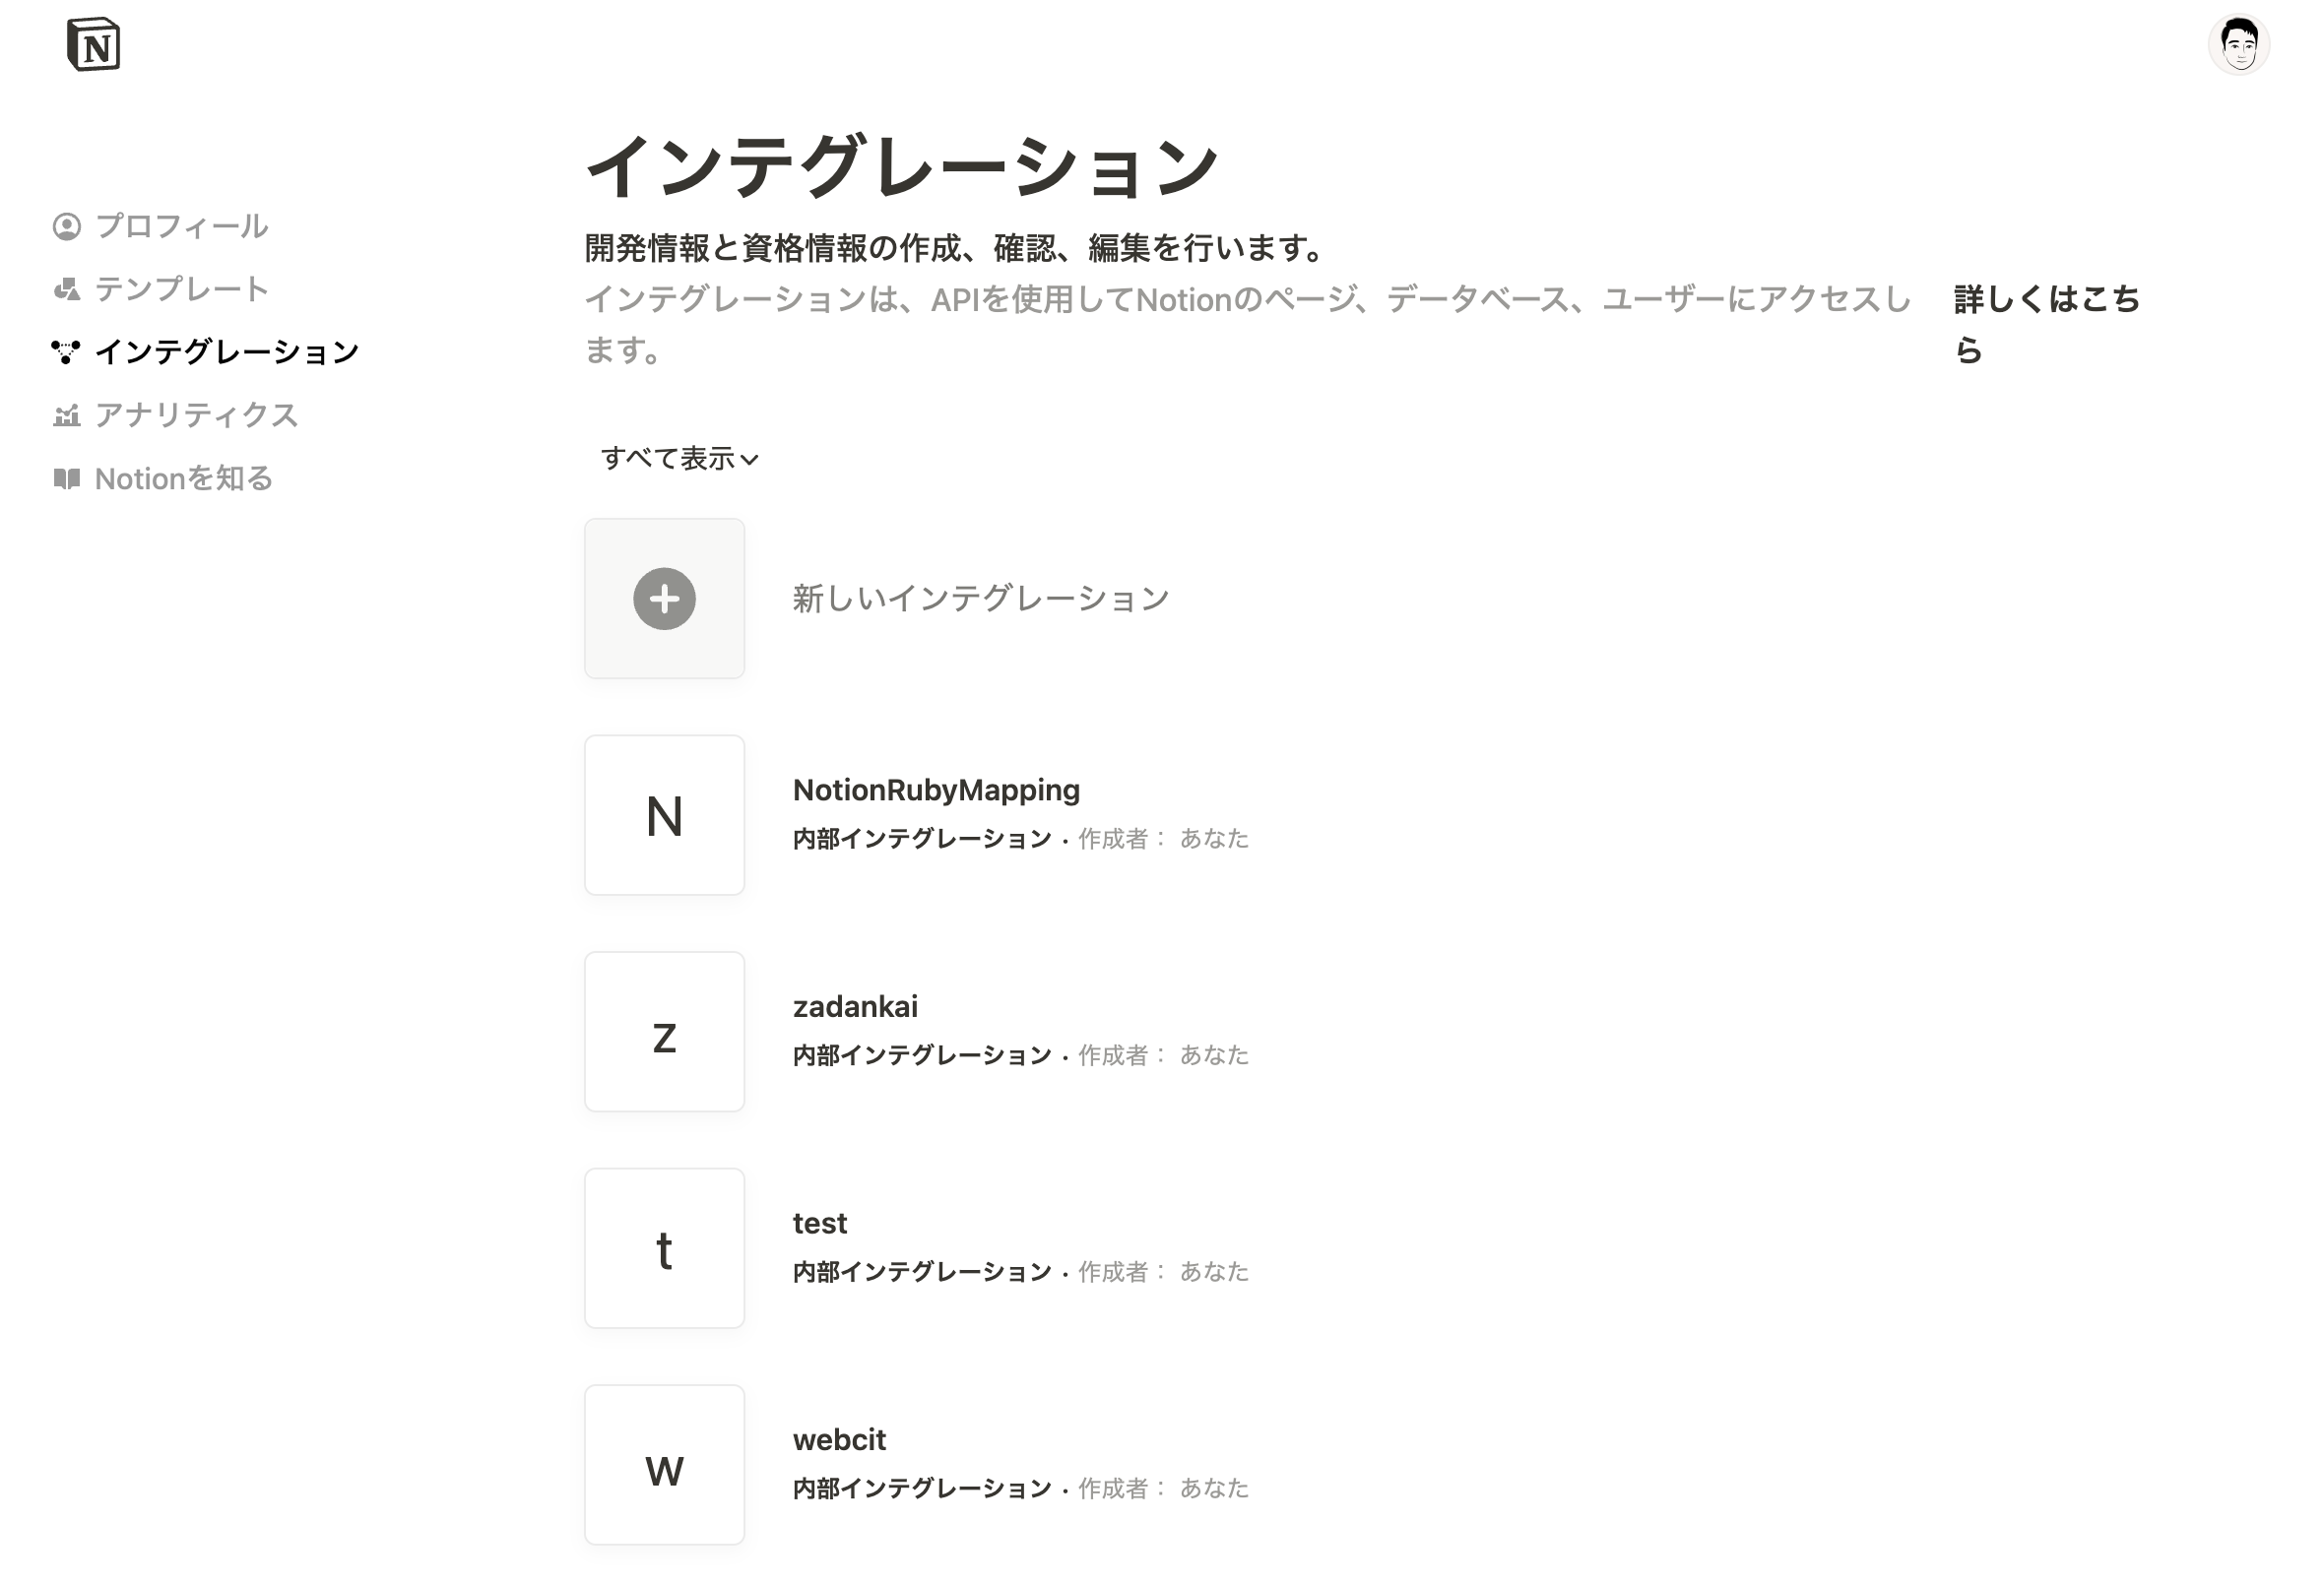 N
プロフィール
テンプレート
インテグレーション
アナリティクス
Notionを知る
インテグレーション
開発情報と資格情報の作成、確認、編集を行います。
インテグレーションは、APIを使用してNotionのページ、データベース、ユーザーにアクセスし
ます。
詳しくはこち
ら
すべて表示
新しいインテグレーション
N
NotionRubyMapping
内部インテグレーション · 作成者： あなた
z
zadankai
内部インテグレーション · 作成者： あなた
t
test
内部インテグレーション · 作成者： あなた
w
webcit
内部インテグレーション · 作成者： あなた